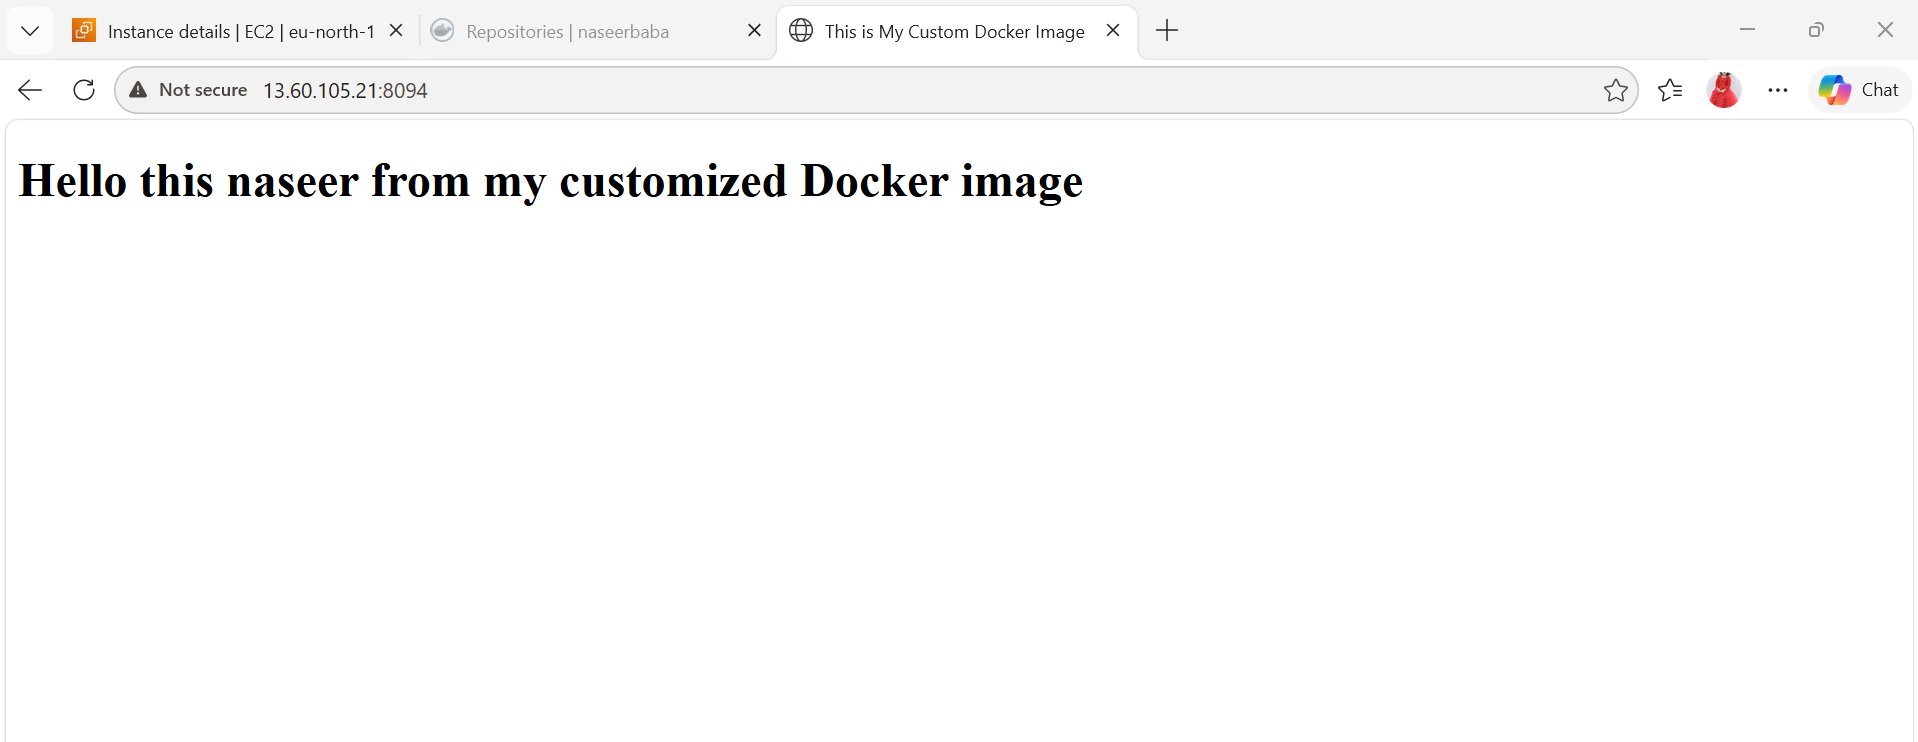 Instance details | EC2 | eu-north-1
Repositories | naseerbaba
This is My Custom Docker Image
Not secure 13.60.105.21:8094
Chat
Hello this naseer from my customized Docker image